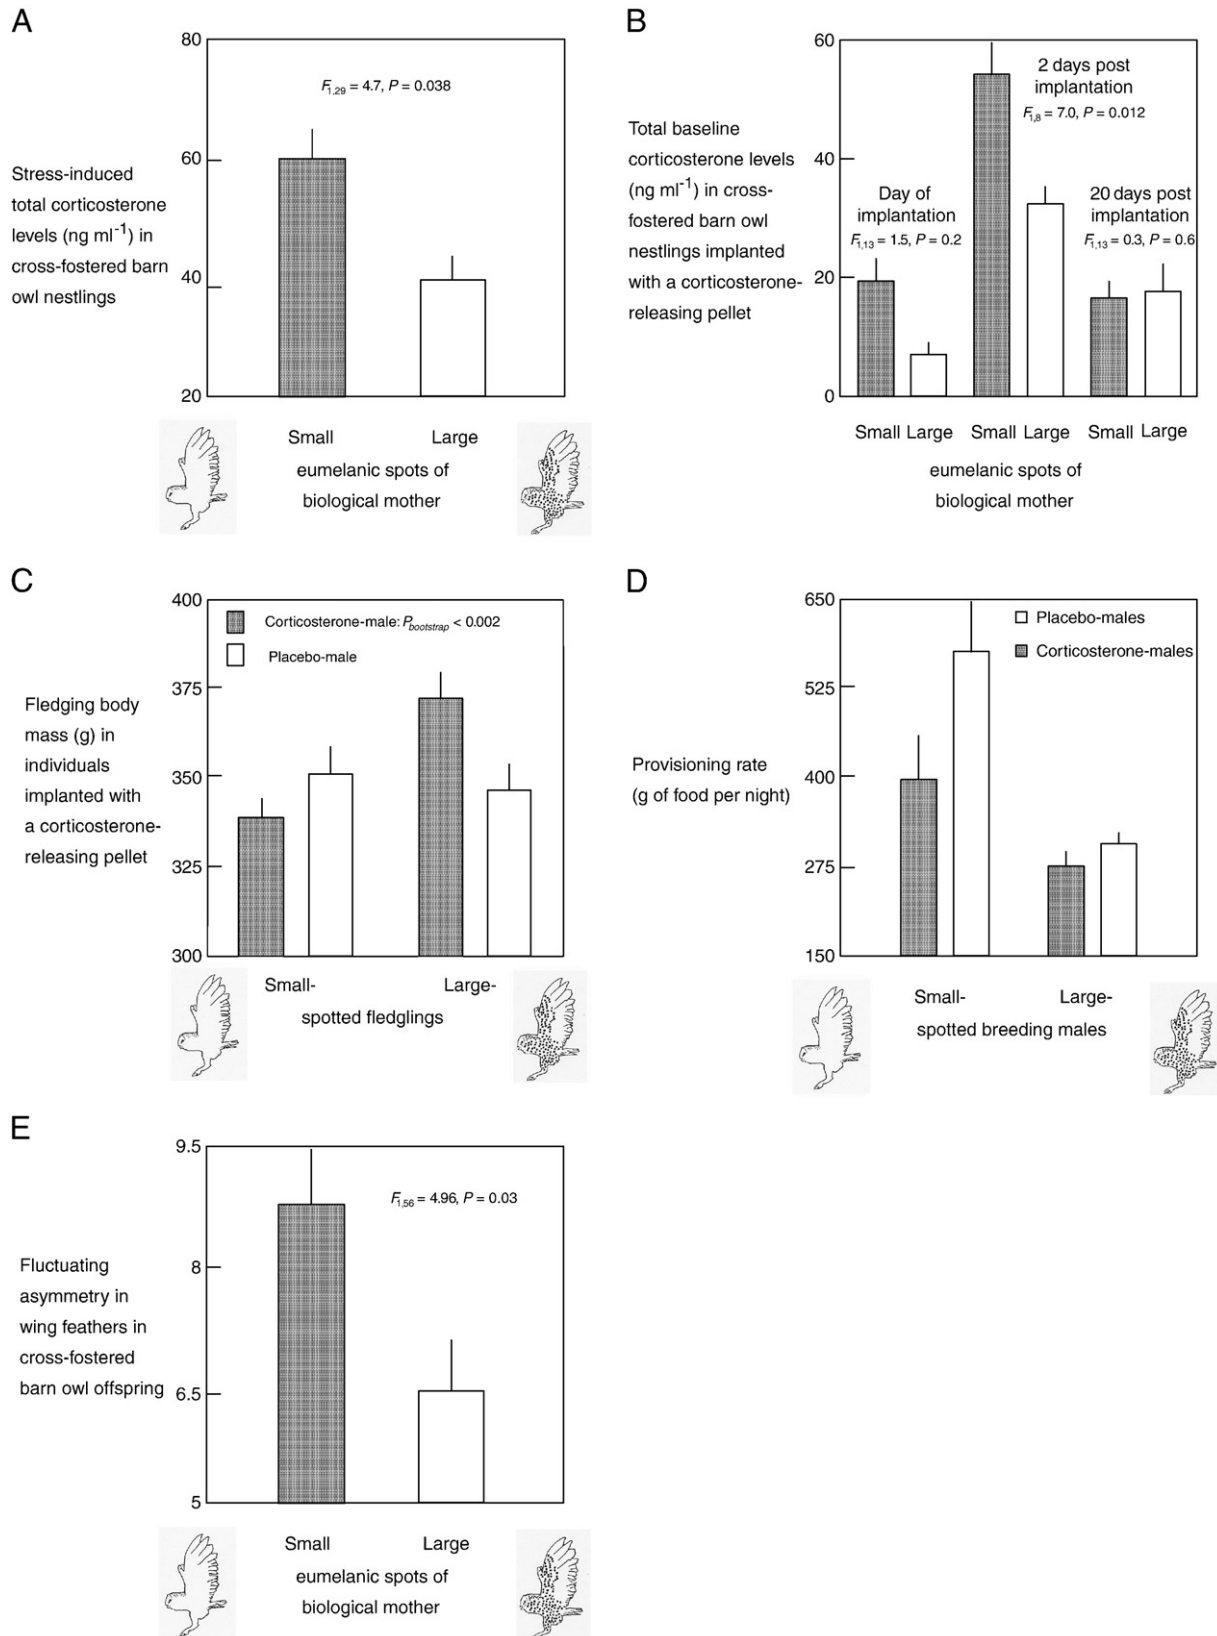 A
80
60
40
20
F1,29 = 4.7, P = 0.038
Stress-induced
total corticosterone
levels (ng ml-1) in
cross-fostered barn
owl nestlings
Small Large
eumelanic spots of
biological mother
B
60
40
20
0
Total baseline
corticosterone levels
(ng ml-1) in cross-
fostered barn owl
nestlings implanted
with a corticosterone-
releasing pellet
2 days post
implantation
F1,8 = 7.0, P = 0.012
Day of
implantation
F1,13 = 1.5, P = 0.2
20 days post
implantation
F1,13 = 0.3, P = 0.6
Small Large Small Large Small Large
eumelanic spots of
biological mother
C
400
375
350
325
300
Corticosterone-male: Pbootstrap < 0.002
Placebo-male
Fledging body
mass (g) in
individuals
implanted with
a corticosterone-
releasing pellet
Small- Large-
spotted fledglings
D
650
525
400
275
150
Placebo-males
Corticosterone-males
Provisioning rate
(g of food per night)
Small- Large-
spotted breeding males
E
9.5
8
6.5
5
F1,56 = 4.96, P = 0.03
Fluctuating
asymmetry in
wing feathers in
cross-fostered
barn owl offspring
Small Large
eumelanic spots of
biological mother